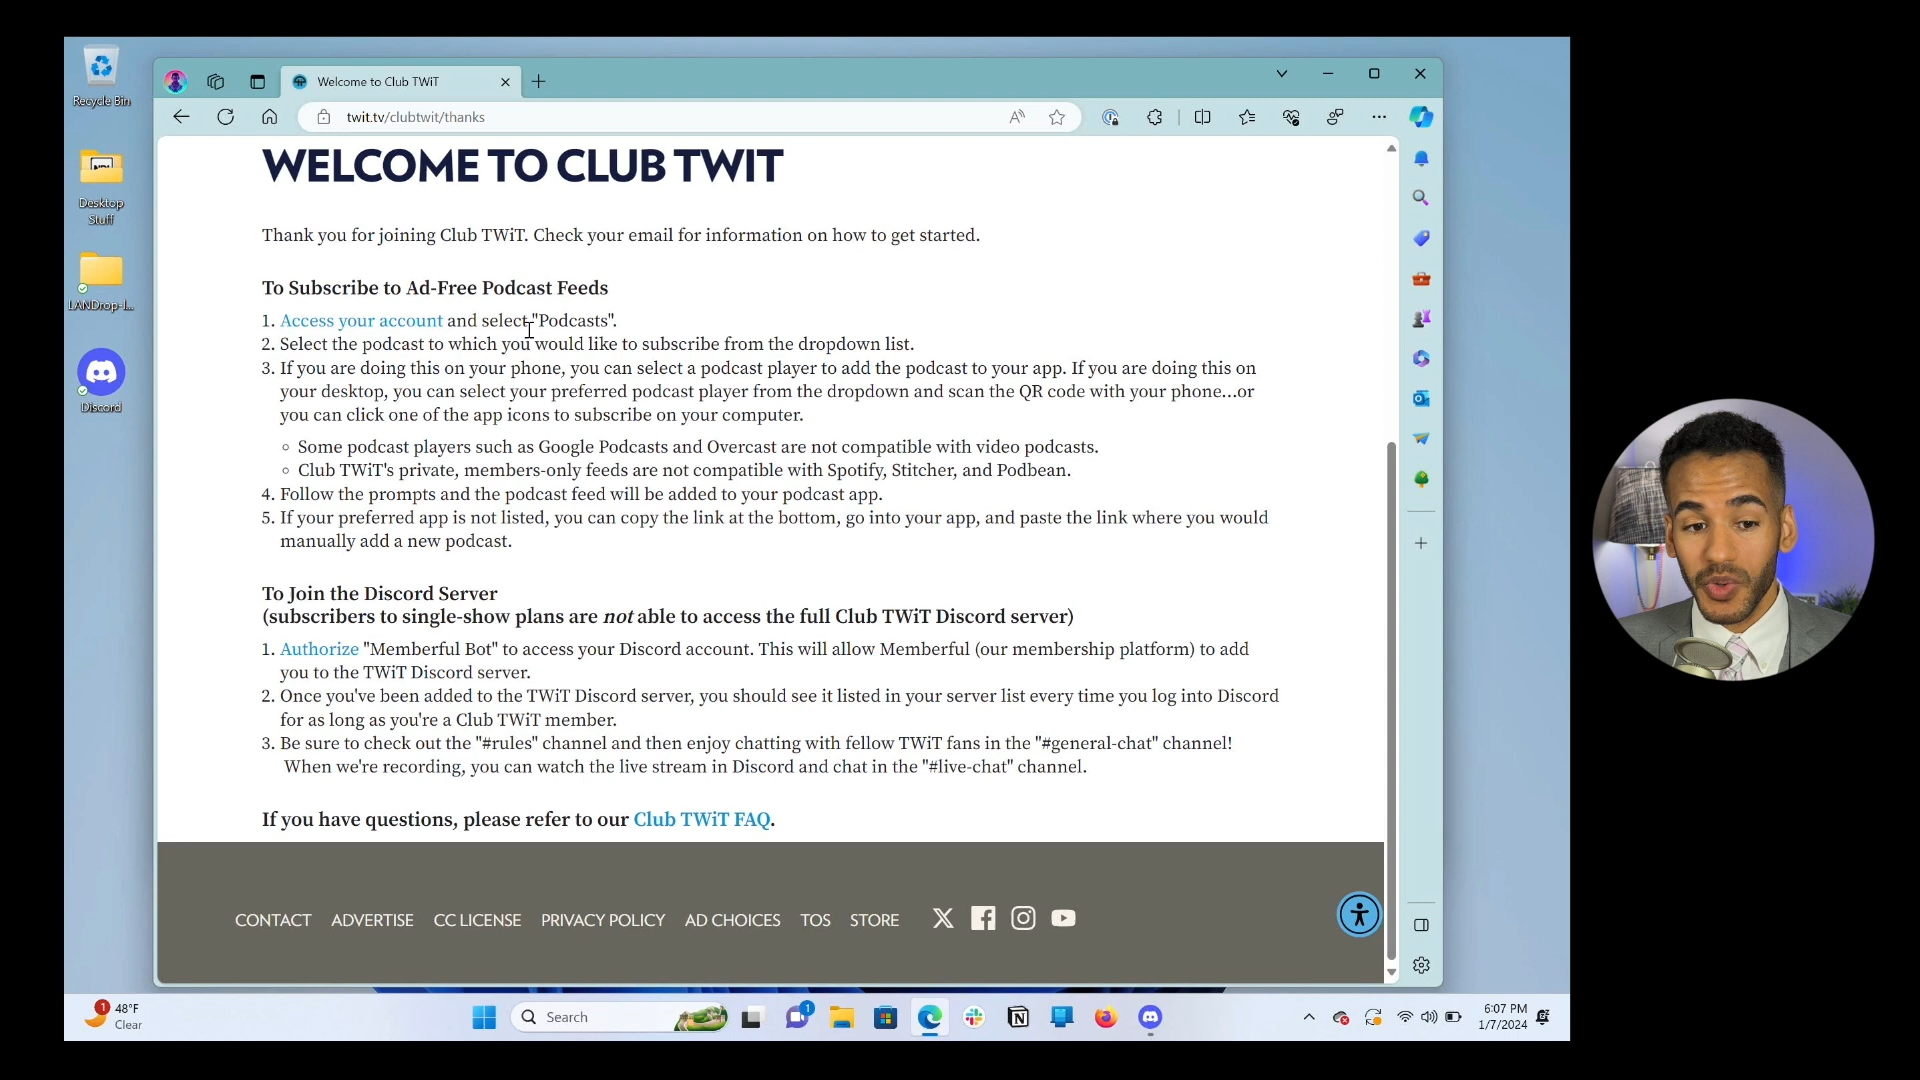 Recycle Bin
Desktop
Stuff
LANDrop-l...
Discord
Welcome to Club TWiT
twit.tv/clubtwit/thanks
WELCOME TO CLUB TWIT
Thank you for joining Club TWiT. Check your email for information on how to get started.
To Subscribe to Ad-Free Podcast Feeds
1. Access your account and select "Podcasts".
2. Select the podcast to which you would like to subscribe from the dropdown list.
3. If you are doing this on your phone, you can select a podcast player to add the podcast to your app. If you are doing this on
your desktop, you can select your preferred podcast player from the dropdown and scan the QR code with your phone...or
you can click one of the app icons to subscribe on your computer.
◦ Some podcast players such as Google Podcasts and Overcast are not compatible with video podcasts.
◦ Club TWiT's private, members-only feeds are not compatible with Spotify, Stitcher, and Podbean.
4. Follow the prompts and the podcast feed will be added to your podcast app.
5. If your preferred app is not listed, you can copy the link at the bottom, go into your app, and paste the link where you would
manually add a new podcast.
To Join the Discord Server
(subscribers to single-show plans are not able to access the full Club TWiT Discord server)
1. Authorize "Memberful Bot" to access your Discord account. This will allow Memberful (our membership platform) to add
you to the TWiT Discord server.
2. Once you've been added to the TWiT Discord server, you should see it listed in your server list every time you log into Discord
for as long as you're a Club TWiT member.
3. Be sure to check out the "#rules" channel and then enjoy chatting with fellow TWiT fans in the "#general-chat" channel!
When we're recording, you can watch the live stream in Discord and chat in the "#live-chat" channel.
If you have questions, please refer to our Club TWiT FAQ.
CONTACT ADVERTISE CC LICENSE PRIVACY POLICY AD CHOICES TOS STORE
1
48°F
Clear
Search
1
6:07 PM
1/7/2024